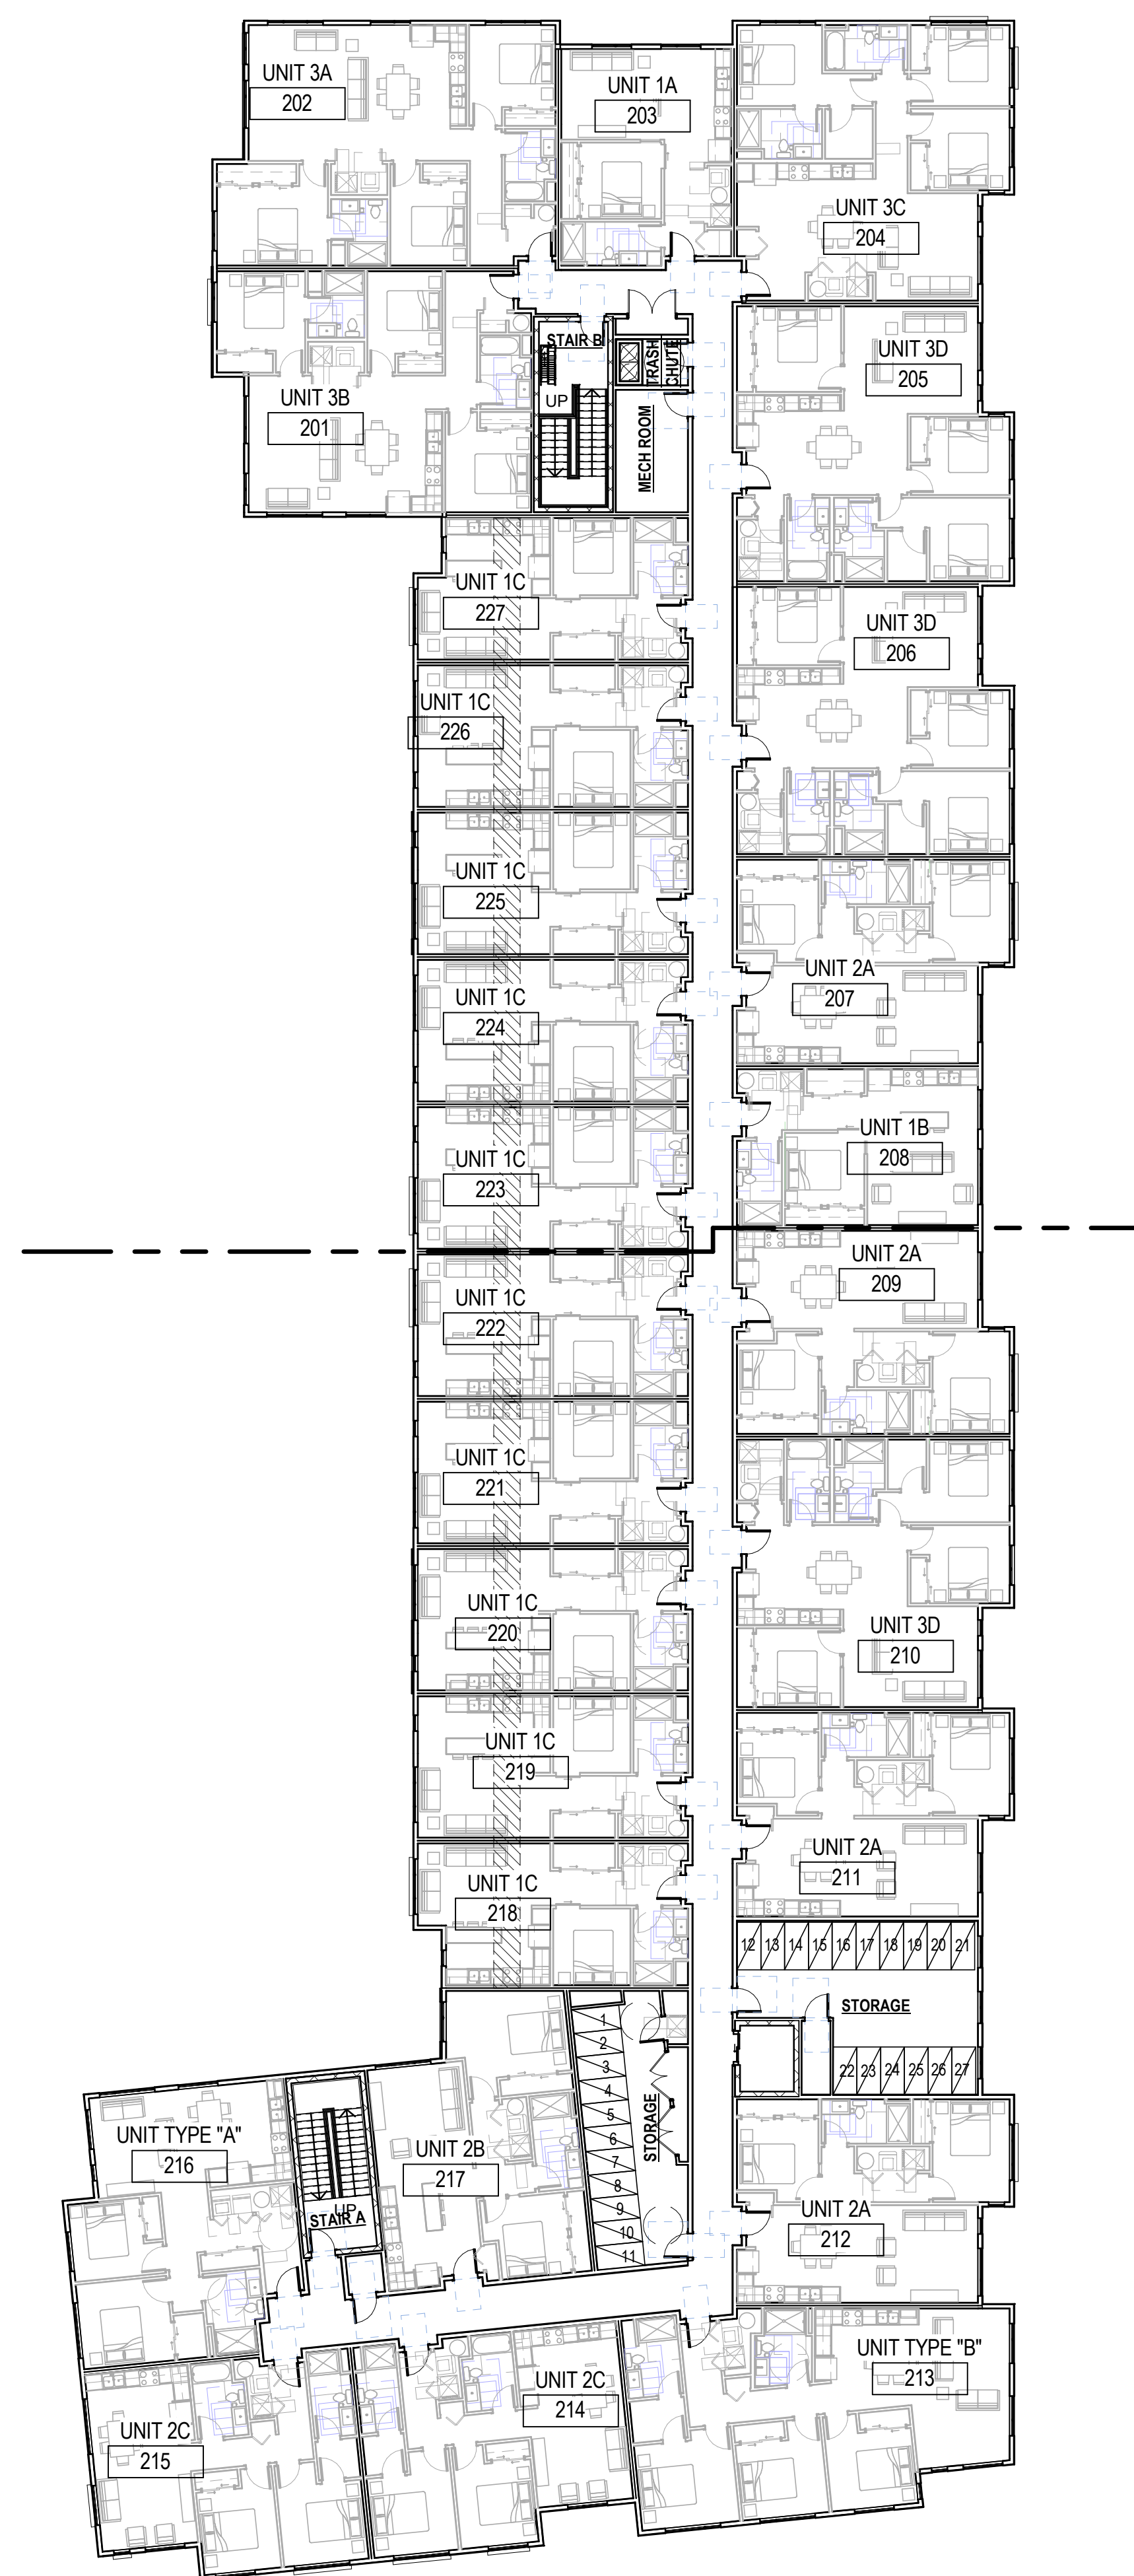 UNIT 3A
202
UNIT 1A
203
UNIT 3C
204
STAIR B
UP
TRASH
CHUTE
MECH ROOM
UNIT 3D
205
UNIT 3B
201
UNIT 1C
227
UNIT 3D
206
UNIT 1C
226
UNIT 1C
225
UNIT 2A
207
UNIT 1C
224
UNIT 1B
208
UNIT 1C
223
UNIT 2A
209
UNIT 1C
222
UNIT 1C
221
UNIT 3D
210
UNIT 1C
220
UNIT 1C
219
UNIT 2A
211
UNIT 1C
218
12 13 14 15 16 17 18 19 20 21
STORAGE
22 23 24 25 26 27
1
2
3
4
5
6
7
8
9
10
11
STORAGE
UNIT TYPE "A"
216
UP
STAIR A
UNIT 2B
217
UNIT 2A
212
UNIT TYPE "B"
213
UNIT 2C
214
UNIT 2C
215